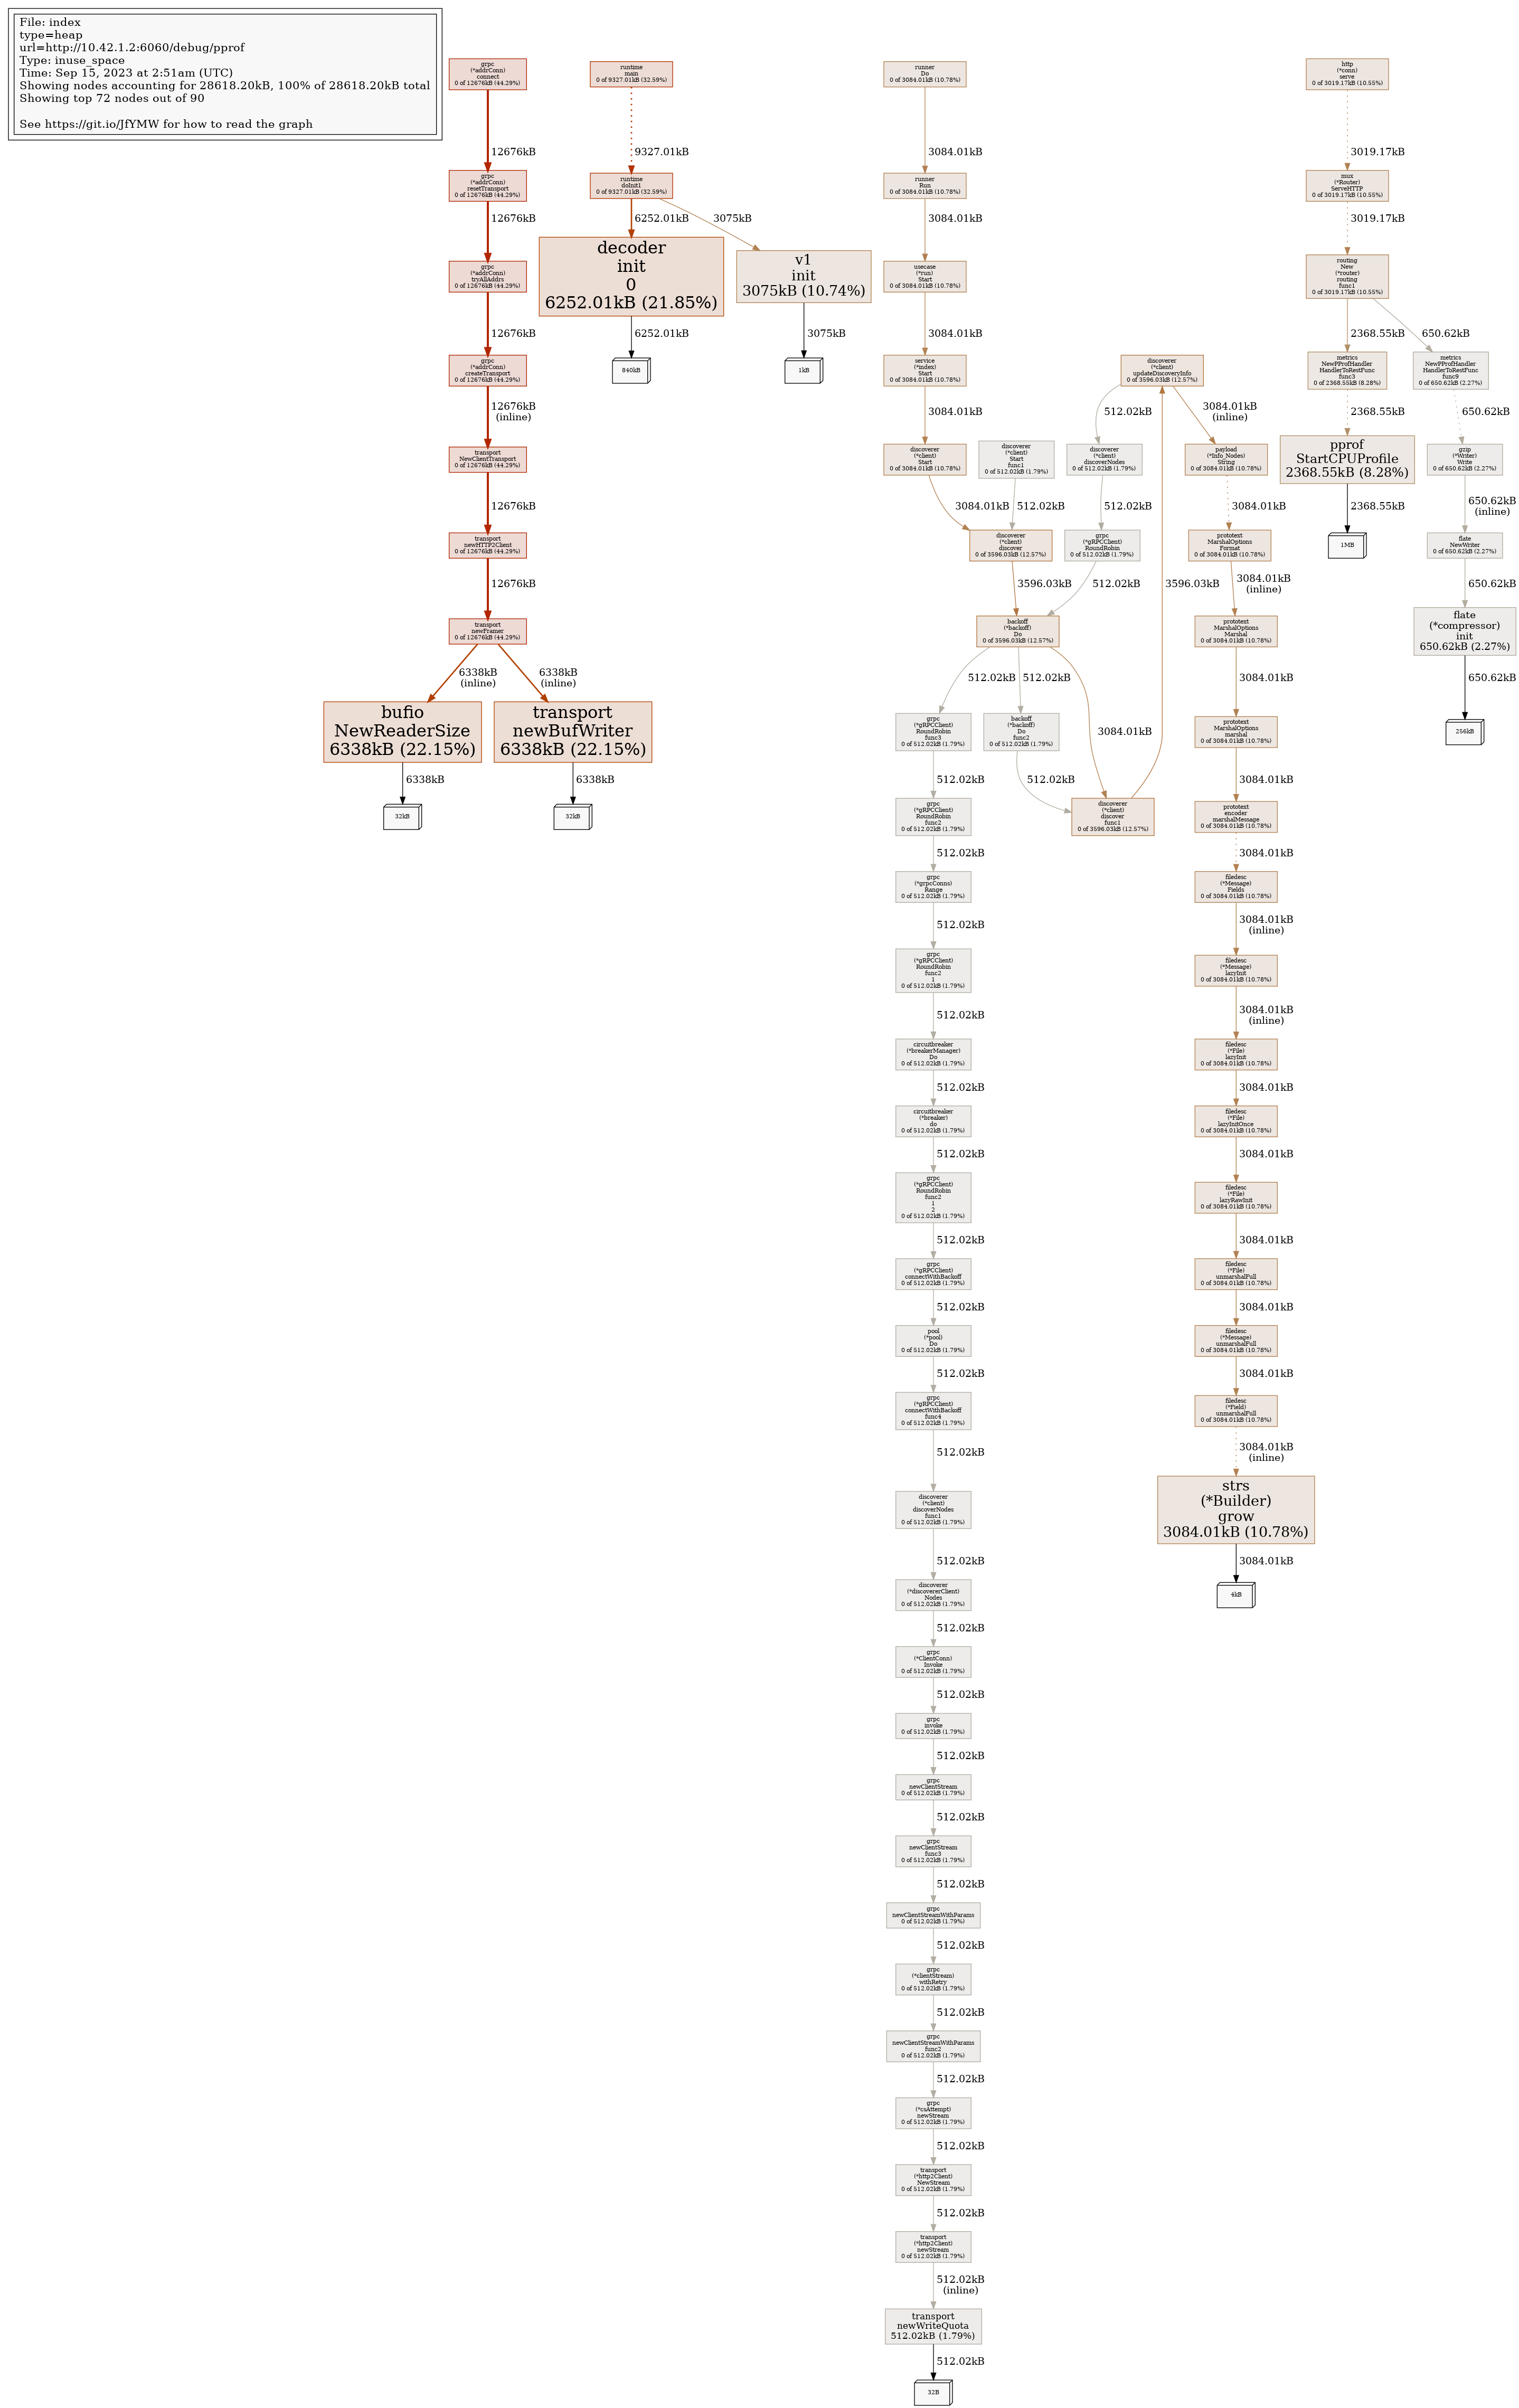 File: index
type=heap
url=http://10.42.1.2:6060/debug/pprof
Type: inuse_space
Time: Sep 15, 2023 at 2:51am (UTC)
Showing nodes accounting for 28618.20kB, 100% of 28618.20kB total
Showing top 72 nodes out of 90
See https://git.io/JfYMW for how to read the graph
grpc
(*addrConn)
connect
0 of 12676kB (44.29%)
12676kB
grpc
(*addrConn)
resetTransport
0 of 12676kB (44.29%)
12676kB
grpc
(*addrConn)
tryAllAddrs
0 of 12676kB (44.29%)
12676kB
grpc
(*addrConn)
createTransport
0 of 12676kB (44.29%)
12676kB
(inline)
transport
NewClientTransport
0 of 12676kB (44.29%)
12676kB
transport
newHTTP2Client
0 of 12676kB (44.29%)
12676kB
transport
newFramer
0 of 12676kB (44.29%)
6338kB
(inline)
6338kB
(inline)
bufio
NewReaderSize
6338kB (22.15%)
6338kB
32kB
transport
newBufWriter
6338kB (22.15%)
6338kB
32kB
runtime
main
0 of 9327.01kB (32.59%)
9327.01kB
runtime
doInit1
0 of 9327.01kB (32.59%)
6252.01kB
3075kB
decoder
init
0
6252.01kB (21.85%)
6252.01kB
840kB
v1
init
3075kB (10.74%)
3075kB
1kB
runner
Do
0 of 3084.01kB (10.78%)
3084.01kB
runner
Run
0 of 3084.01kB (10.78%)
3084.01kB
usecase
(*run)
Start
0 of 3084.01kB (10.78%)
3084.01kB
service
(*index)
Start
0 of 3084.01kB (10.78%)
3084.01kB
discoverer
(*client)
Start
0 of 3084.01kB (10.78%)
3084.01kB
discoverer
(*client)
Start
func1
0 of 512.02kB (1.79%)
512.02kB
discoverer
(*client)
discover
0 of 3596.03kB (12.57%)
3596.03kB
discoverer
(*client)
updateDiscoveryInfo
0 of 3596.03kB (12.57%)
512.02kB
3084.01kB
(inline)
discoverer
(*client)
discoverNodes
0 of 512.02kB (1.79%)
512.02kB
grpc
(*gRPCClient)
RoundRobin
0 of 512.02kB (1.79%)
512.02kB
backoff
(*backoff)
Do
0 of 3596.03kB (12.57%)
512.02kB
512.02kB
3084.01kB
backoff
(*backoff)
Do
func2
0 of 512.02kB (1.79%)
512.02kB
discoverer
(*client)
discover
func1
0 of 3596.03kB (12.57%)
3596.03kB
grpc
(*gRPCClient)
RoundRobin
func3
0 of 512.02kB (1.79%)
512.02kB
grpc
(*gRPCClient)
RoundRobin
func2
0 of 512.02kB (1.79%)
512.02kB
grpc
(*grpcConns)
Range
0 of 512.02kB (1.79%)
512.02kB
grpc
(*gRPCClient)
RoundRobin
func2
1
0 of 512.02kB (1.79%)
512.02kB
circuitbreaker
(*breakerManager)
Do
0 of 512.02kB (1.79%)
512.02kB
circuitbreaker
(*breaker)
do
0 of 512.02kB (1.79%)
512.02kB
grpc
(*gRPCClient)
RoundRobin
func2
1
2
0 of 512.02kB (1.79%)
512.02kB
grpc
(*gRPCClient)
connectWithBackoff
0 of 512.02kB (1.79%)
512.02kB
pool
(*pool)
Do
0 of 512.02kB (1.79%)
512.02kB
grpc
(*gRPCClient)
connectWithBackoff
func4
0 of 512.02kB (1.79%)
512.02kB
discoverer
(*client)
discoverNodes
func1
0 of 512.02kB (1.79%)
512.02kB
discoverer
(*discovererClient)
Nodes
0 of 512.02kB (1.79%)
512.02kB
grpc
(*ClientConn)
Invoke
0 of 512.02kB (1.79%)
512.02kB
grpc
invoke
0 of 512.02kB (1.79%)
512.02kB
grpc
newClientStream
0 of 512.02kB (1.79%)
512.02kB
grpc
newClientStream
func3
0 of 512.02kB (1.79%)
512.02kB
grpc
newClientStreamWithParams
0 of 512.02kB (1.79%)
512.02kB
grpc
(*clientStream)
withRetry
0 of 512.02kB (1.79%)
512.02kB
grpc
newClientStreamWithParams
func2
0 of 512.02kB (1.79%)
512.02kB
grpc
(*csAttempt)
newStream
0 of 512.02kB (1.79%)
512.02kB
transport
(*http2Client)
NewStream
0 of 512.02kB (1.79%)
512.02kB
transport
(*http2Client)
newStream
0 of 512.02kB (1.79%)
512.02kB
(inline)
transport
newWriteQuota
512.02kB (1.79%)
512.02kB
32B
payload
(*Info_Nodes)
String
0 of 3084.01kB (10.78%)
3084.01kB
prototext
MarshalOptions
Format
0 of 3084.01kB (10.78%)
3084.01kB
(inline)
prototext
MarshalOptions
Marshal
0 of 3084.01kB (10.78%)
3084.01kB
prototext
MarshalOptions
marshal
0 of 3084.01kB (10.78%)
3084.01kB
prototext
encoder
marshalMessage
0 of 3084.01kB (10.78%)
3084.01kB
filedesc
(*Message)
Fields
0 of 3084.01kB (10.78%)
3084.01kB
(inline)
filedesc
(*Message)
lazyInit
0 of 3084.01kB (10.78%)
3084.01kB
(inline)
filedesc
(*File)
lazyInit
0 of 3084.01kB (10.78%)
3084.01kB
filedesc
(*File)
lazyInitOnce
0 of 3084.01kB (10.78%)
3084.01kB
filedesc
(*File)
lazyRawInit
0 of 3084.01kB (10.78%)
3084.01kB
filedesc
(*File)
unmarshalFull
0 of 3084.01kB (10.78%)
3084.01kB
filedesc
(*Message)
unmarshalFull
0 of 3084.01kB (10.78%)
3084.01kB
filedesc
(*Field)
unmarshalFull
0 of 3084.01kB (10.78%)
3084.01kB
(inline)
strs
(*Builder)
grow
3084.01kB (10.78%)
3084.01kB
4kB
http
(*conn)
serve
0 of 3019.17kB (10.55%)
3019.17kB
mux
(*Router)
ServeHTTP
0 of 3019.17kB (10.55%)
3019.17kB
routing
New
(*router)
routing
func1
0 of 3019.17kB (10.55%)
2368.55kB
650.62kB
metrics
NewPProfHandler
HandlerToRestFunc
func3
0 of 2368.55kB (8.28%)
2368.55kB
pprof
StartCPUProfile
2368.55kB (8.28%)
2368.55kB
1MB
metrics
NewPProfHandler
HandlerToRestFunc
func9
0 of 650.62kB (2.27%)
650.62kB
gzip
(*Writer)
Write
0 of 650.62kB (2.27%)
650.62kB
(inline)
flate
NewWriter
0 of 650.62kB (2.27%)
650.62kB
flate
(*compressor)
init
650.62kB (2.27%)
650.62kB
256kB